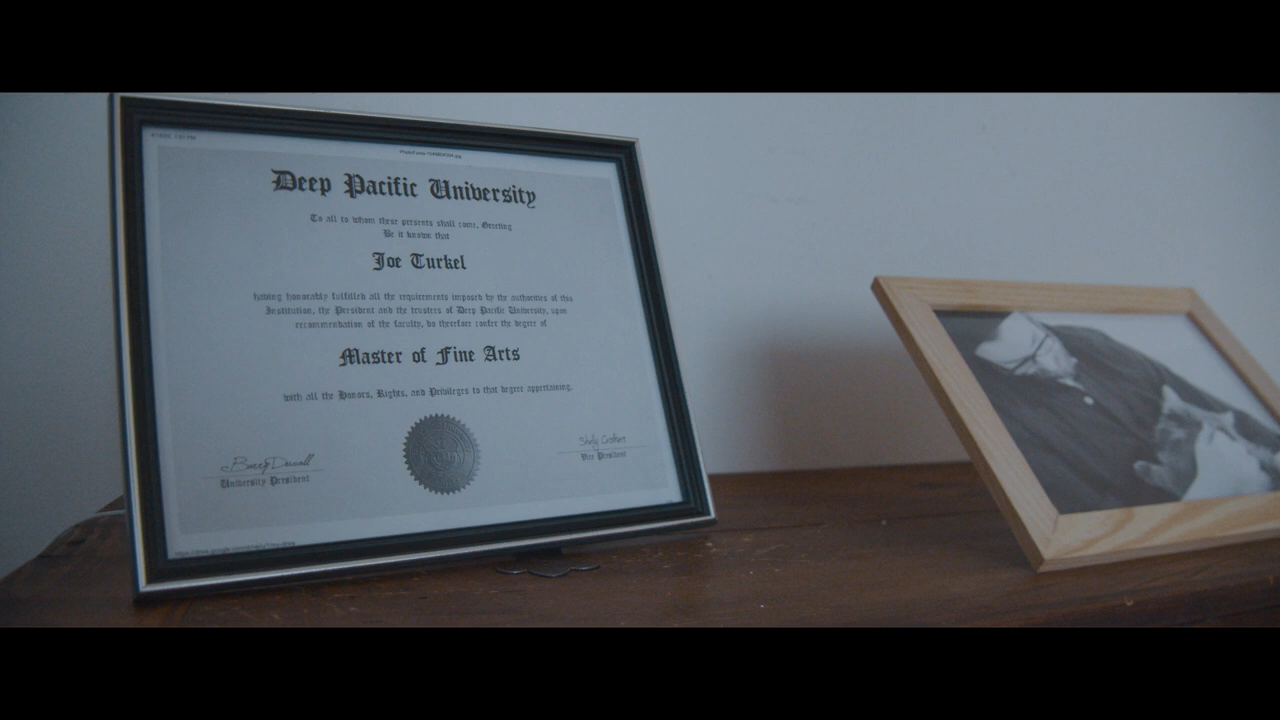 Deep Pacific University
To all to whom these presents shall come, Greeting
Be it known that
Joe Turkel
having honorably fulfilled all the requirements imposed by the authorities of this
Institution, the President and the trustees of Deep Pacific University, upon
recommendation of the faculty, do therefore confer the degree of
Master of Fine Arts
with all the Honors, Rights, and Privileges to that degree appertaining.
University President
Vice President